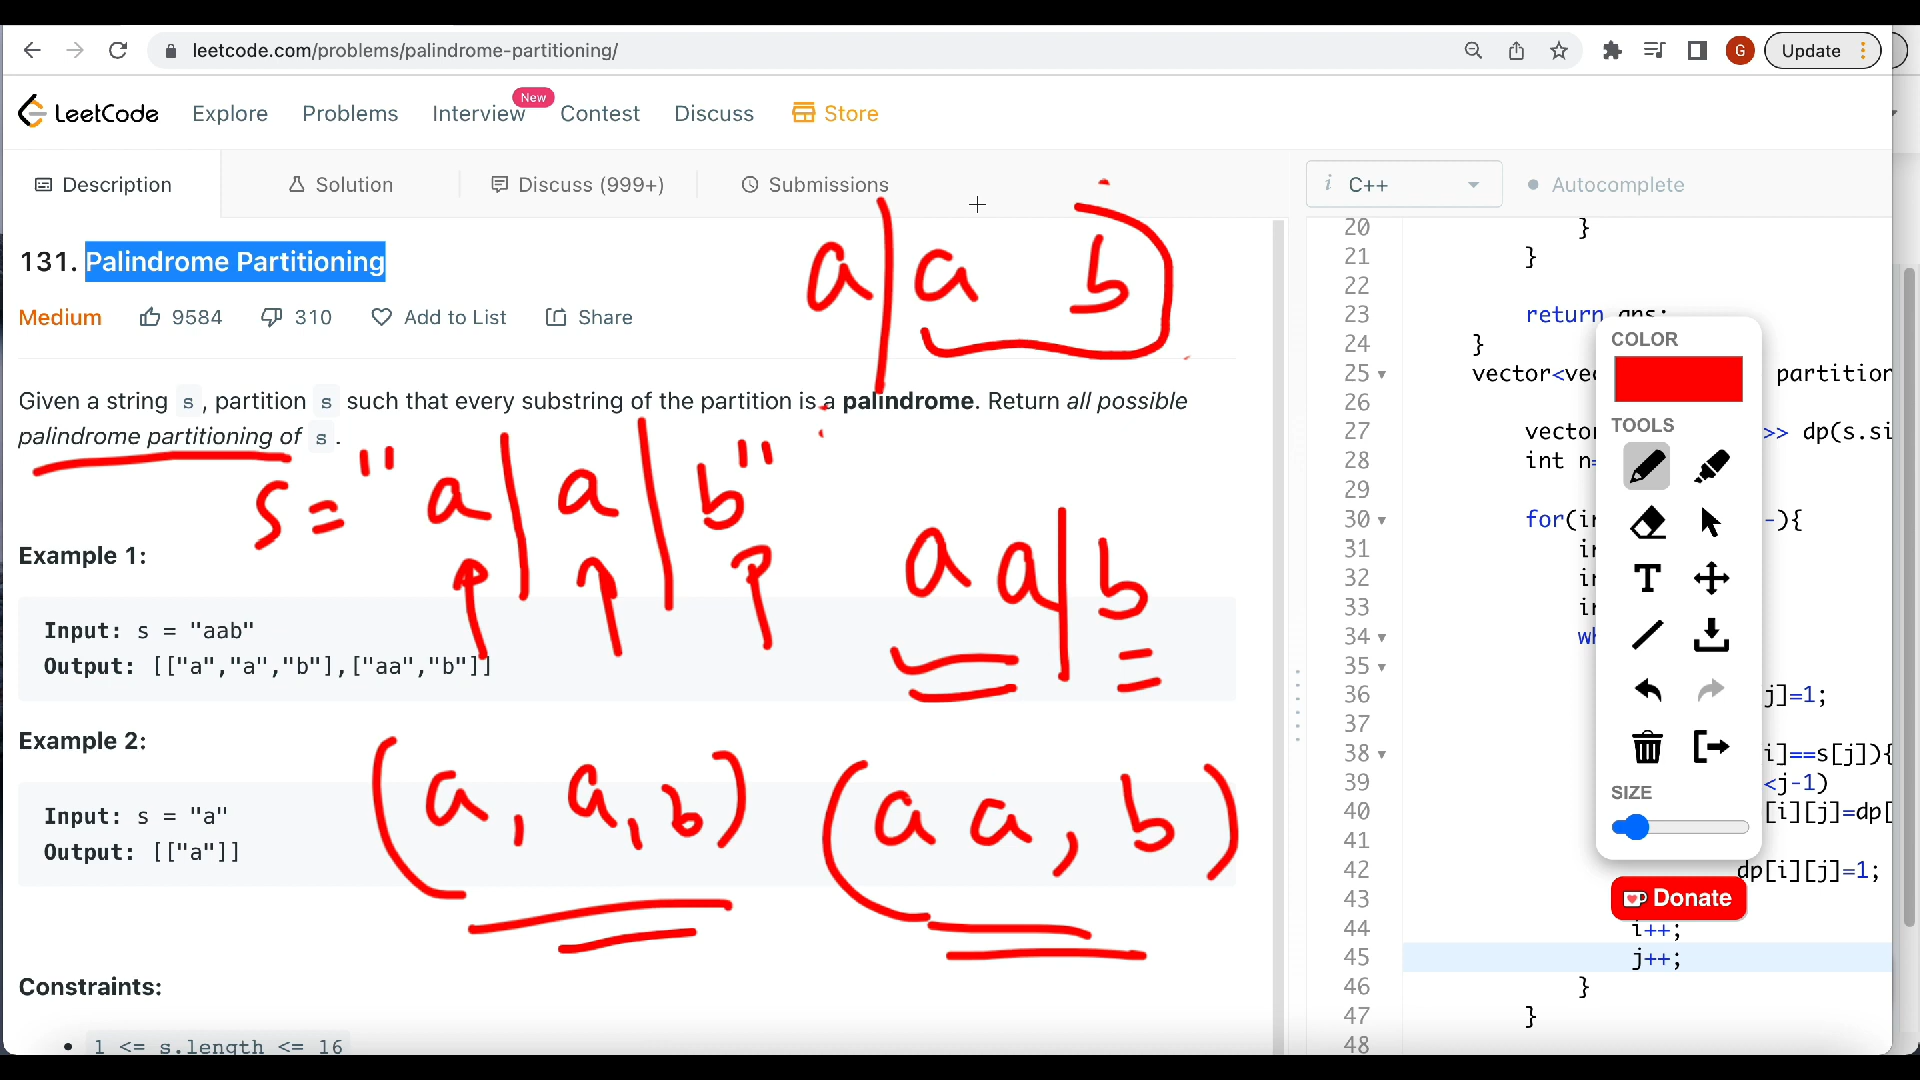 leetcode.com/problems/palindrome-partitioning/
G
Update
LeetCode
Explore
Problems
Interview
New
Contest
Discuss
Store
Description
Solution
Discuss (999+)
Submissions
i C++
Autocomplete
131. Palindrome Partitioning
Medium
9584
310
Add to List
Share
a | a b
Given a string s, partition s such that every substring of the partition is a palindrome. Return all possible
palindrome partitioning of s.
s = " a | a | b "
a a | b
Example 1:
Input: s = "aab"
Output: [["a","a","b"],["aa","b"]]
Example 2:
(a, a, b) (a a, b)
Input: s = "a"
Output: [["a"]]
Constraints:
1 <= s.length <= 16
20 }
21 }
22
23 return ans;
24 }
25 vector<vec partition
26
27 vector >> dp(s.si
28 int n=
29
30 for(i -){
31 i
32 i
33 i
34 wh
35
36 j]=1;
37
38 i]==s[j]){
39 <j-1)
40 [i][j]=dp[
41
42 dp[i][j]=1;
43
44 i++;
45 j++;
46 }
47 }
48
COLOR
TOOLS
T
SIZE
Donate